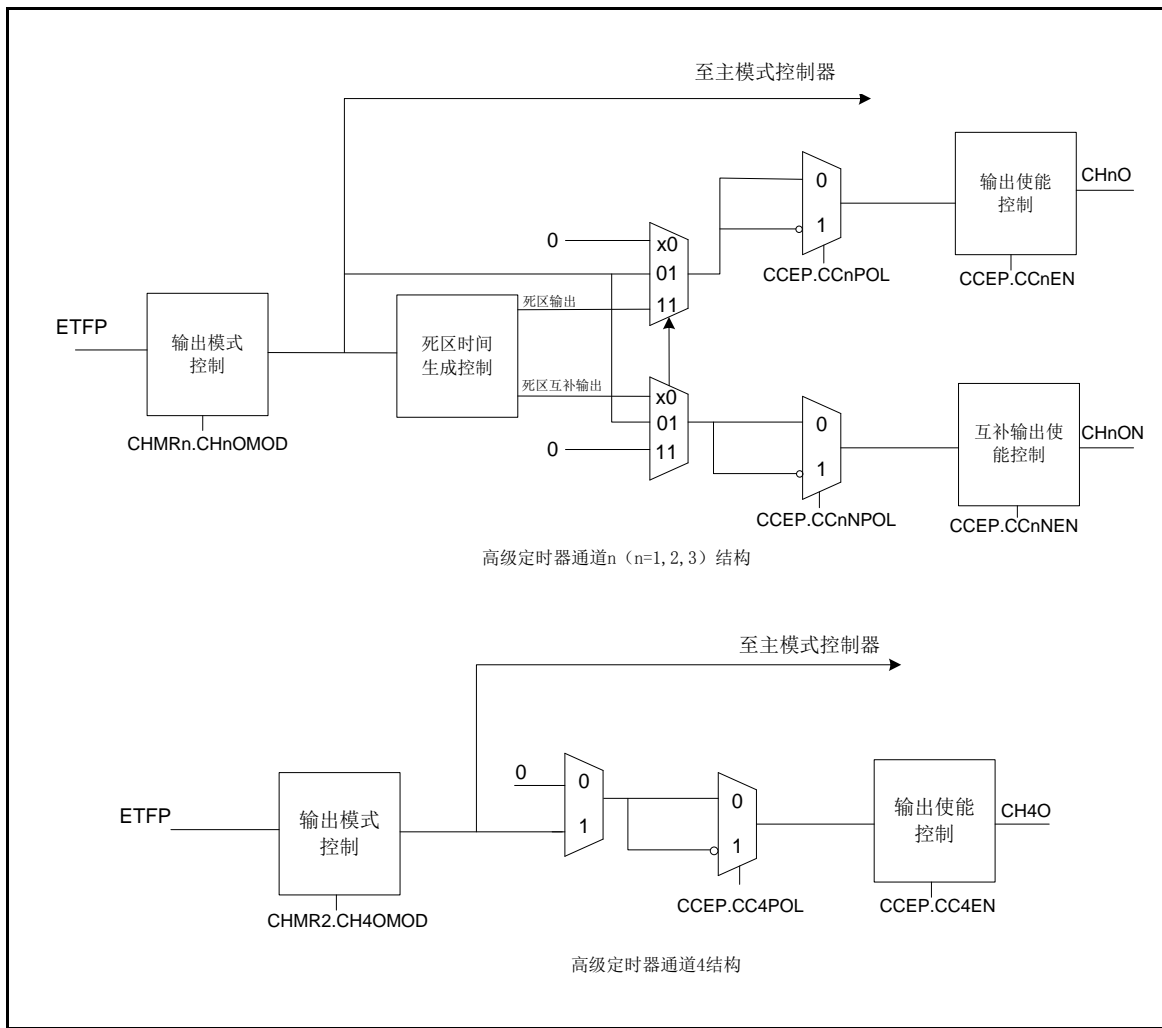 至主模式控制器
ETFP
输出模式
控制
CHMRn.CHnOMOD
死区时间
生成控制
死区输出
死区互补输出
0
x0
01
11
x0
01
11
0
0
1
CCEP.CCnPOL
输出使能
控制
CHnO
CCEP.CCnEN
0
1
CCEP.CCnNPOL
互补输出使
能控制
CHnON
CCEP.CCnNEN
高级定时器通道n（n=1,2,3）结构
至主模式控制器
ETFP
输出模式
控制
CHMR2.CH4OMOD
0
0
1
0
1
CCEP.CC4POL
输出使能
控制
CH4O
CCEP.CC4EN
高级定时器通道4结构